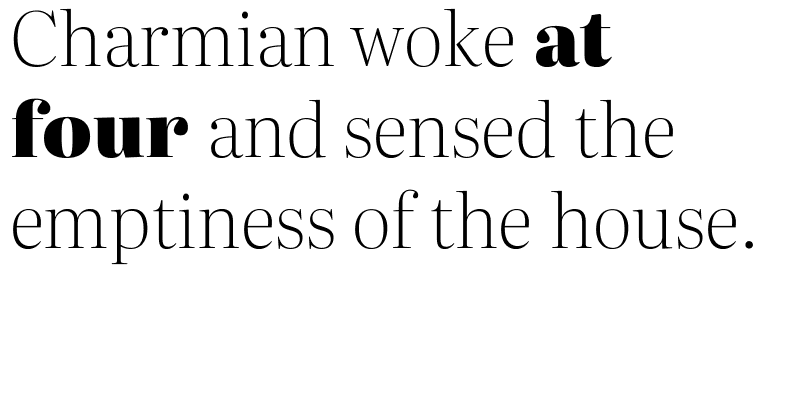 Charmian woke at
four and sensed the
emptiness of the house.